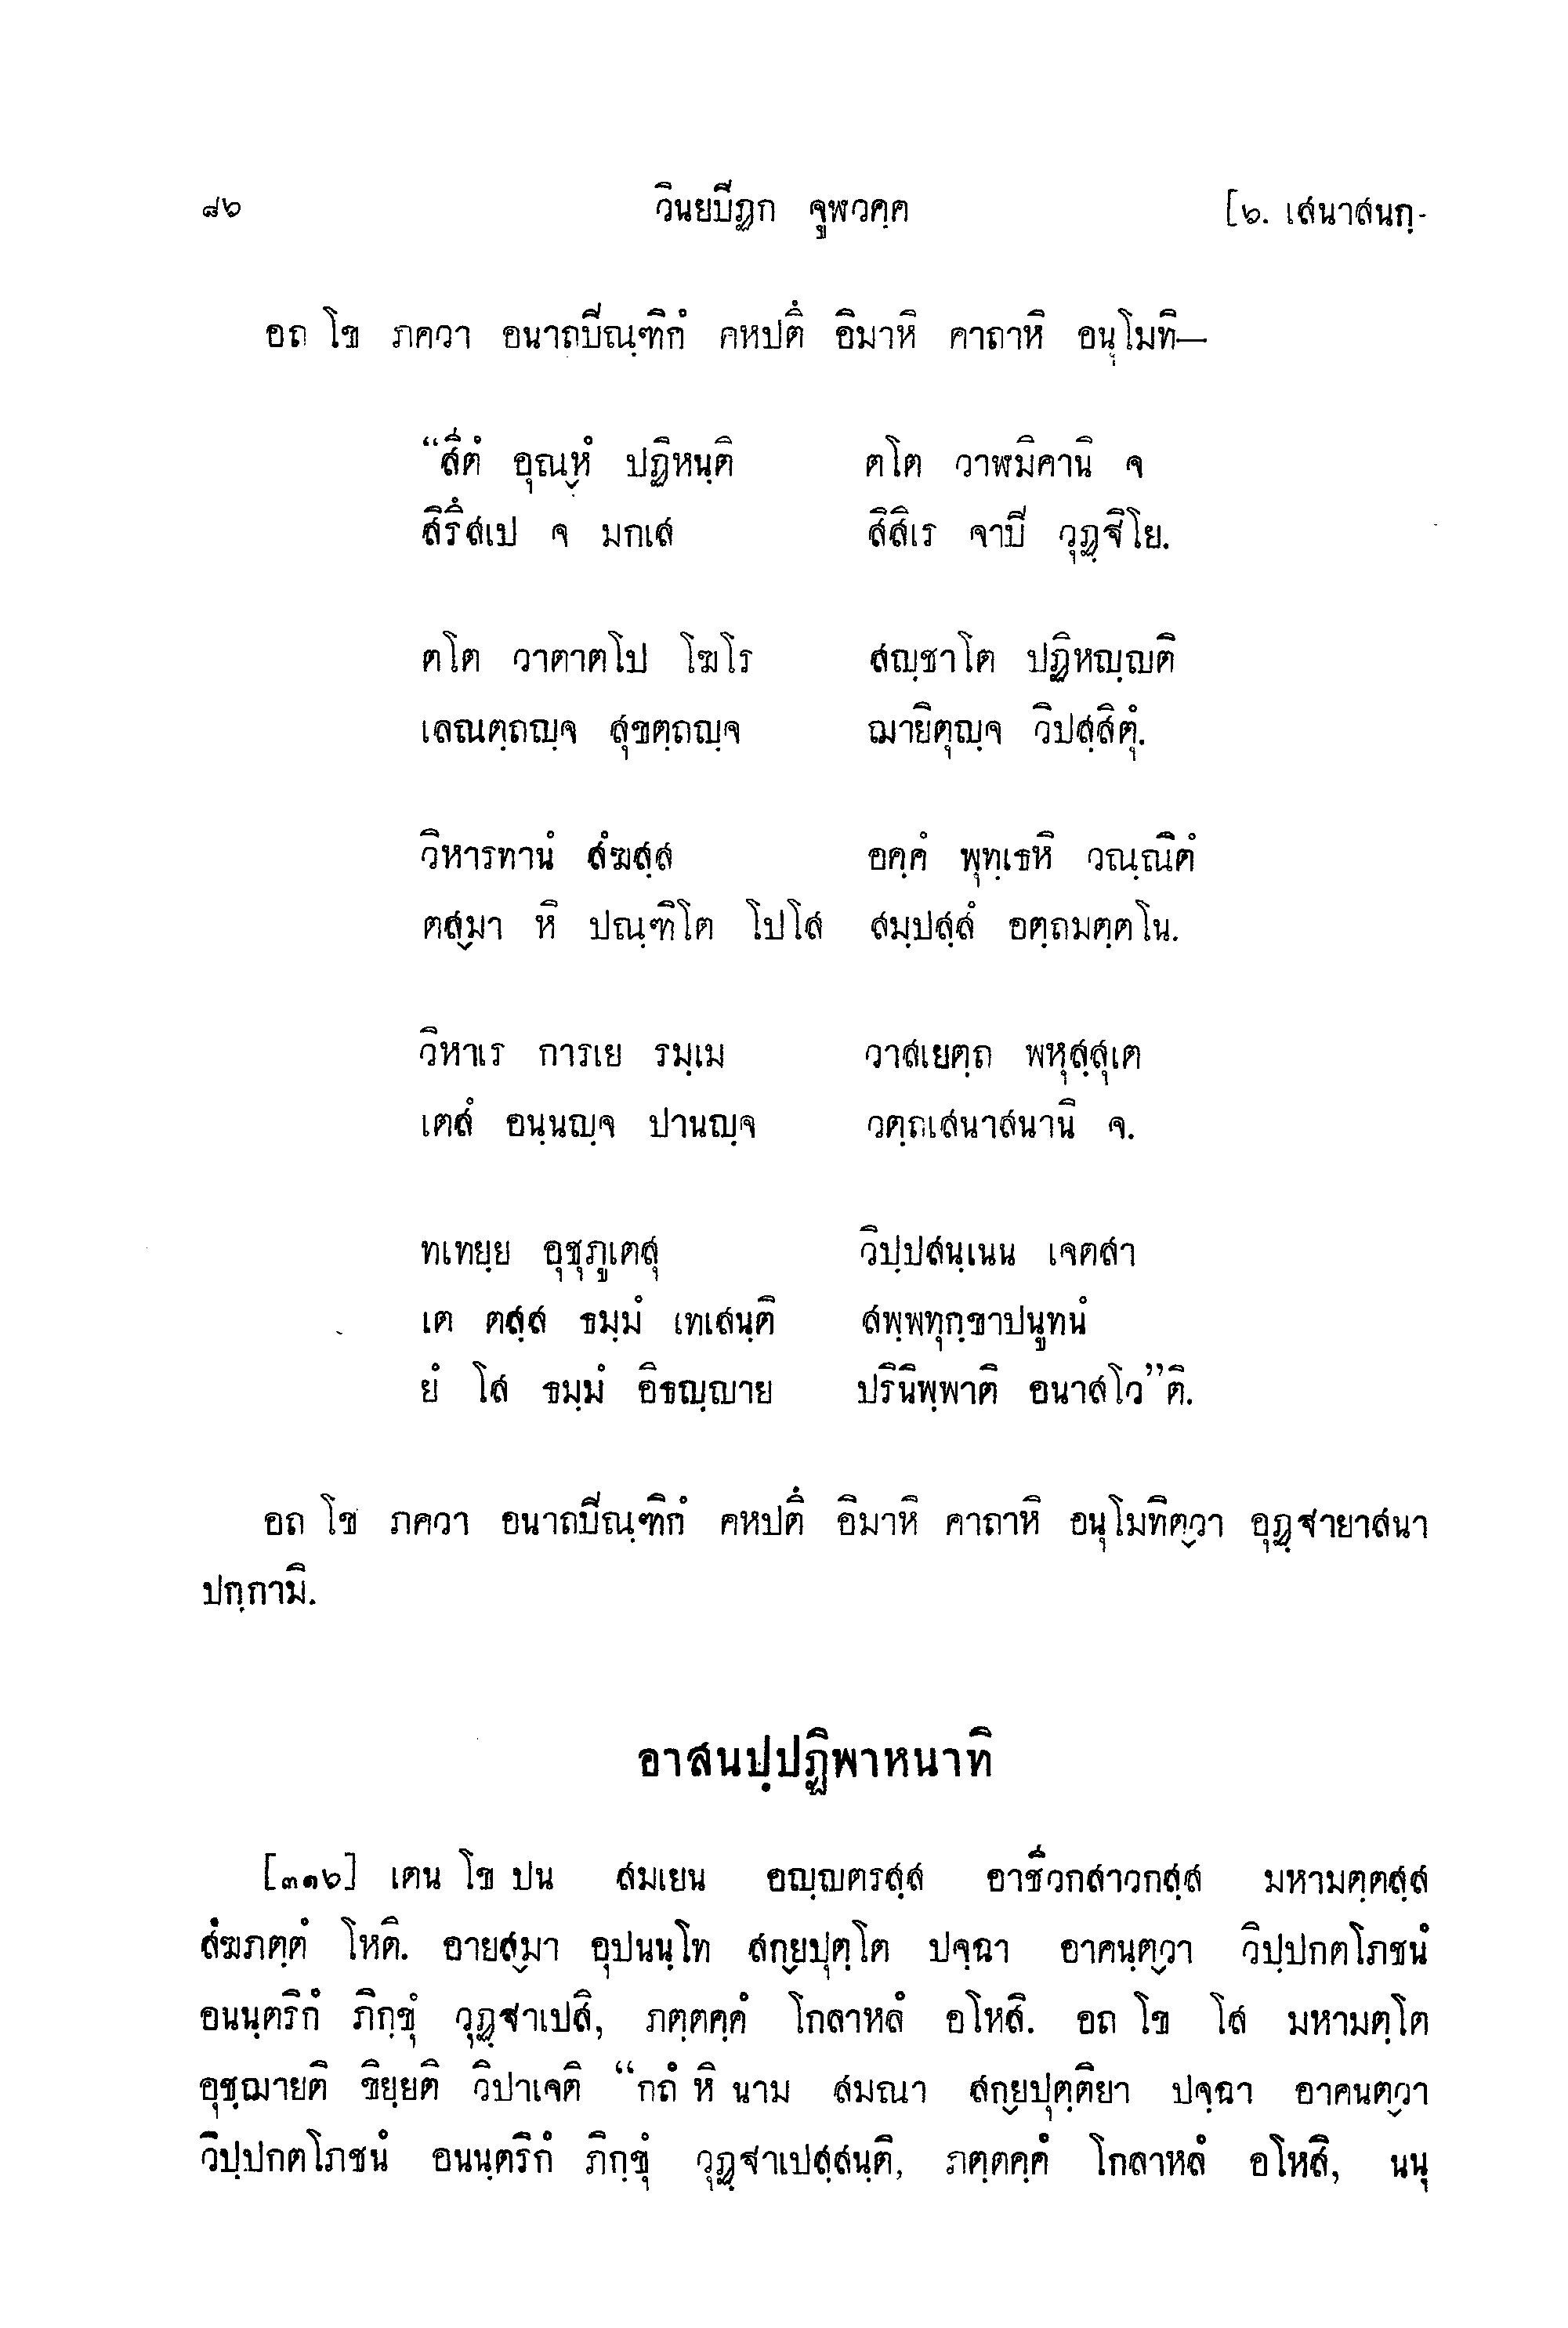 ๘๖ วินยปิฏก จูฬวคฺค [๖. เสนาสนกฺ-
อถ โข ภควา อนาถปิณฺฑิกํ คหปตึ อิมาหิ คาถาหิ อนุโมทิ—
“สีตํ อุณฺหํ ปฏิหนฺติ ตโต วาฬมิคานิ จ
สิรึสเป จ มกเส สิสิเร จาปิ วุฏฺฐิโย.
ตโต วาตาตโป โฆโร สญฺชาโต ปฏิหญฺญติ
เลณตฺถญฺจ สุขตฺถญฺจ ฌายิตุญฺจ วิปสฺสิตุํ.
วิหารทานํ สํฆสฺส อคฺคํ พุทฺเธหิ วณฺณิตํ
ตสฺมา หิ ปณฺฑิโต โปโส สมฺปสฺสํ อตฺถมตฺตโน.
วิหาเร การเย รมฺเม วาสเยตฺถ พหุสฺสุเต
เตสํ อนฺนญฺจ ปานญฺจ วตฺถเสนาสนานิ จ.
ทเทยฺย อุชุภูเตสุ วิปฺปสนฺเนน เจตสา
เต ตสฺส ธมฺมํ เทเสนฺติ สพฺพทุกฺขาปนูทนํ
ยํ โส ธมฺมํ อิธญฺญาย ปรินิพฺพาติ อนาสโว”ติ.
อถ โข ภควา อนาถปิณฺฑิกํ คหปตึ อิมาหิ คาถาหิ อนุโมทิตฺวา อุฏฺฐายาสนา
ปกฺกามิ.
อาสนปฺปฏิพาหนาทิ
[๓๑๖] เตน โข ปน สมเยน อญฺญตรสฺส อาชีวกสาวกสฺส มหามตฺตสฺส
สํฆภตฺตํ โหติ. อายสฺมา อุปนนฺโท สกฺยปุตฺโต ปจฺฉา อาคนฺตฺวา วิปฺปกตโภชนํ
อนนฺตริกํ ภิกฺขุํ วุฏฺฐาเปสิ, ภตฺตคฺคํ โกลาหลํ อโหสิ. อถ โข โส มหามตฺโต
อุชฺฌายติ ขิยฺยติ วิปาเจติ “กถํ หิ นาม สมณา สกฺยปุตฺติยา ปจฺฉา อาคนตฺวา
วิปฺปกตโภชนํ อนนฺตริกํ ภิกฺขุํ วุฏฺฐาเปสฺสนฺติ, ภตฺตคฺคํ โกลาหลํ อโหสิ, นนุ